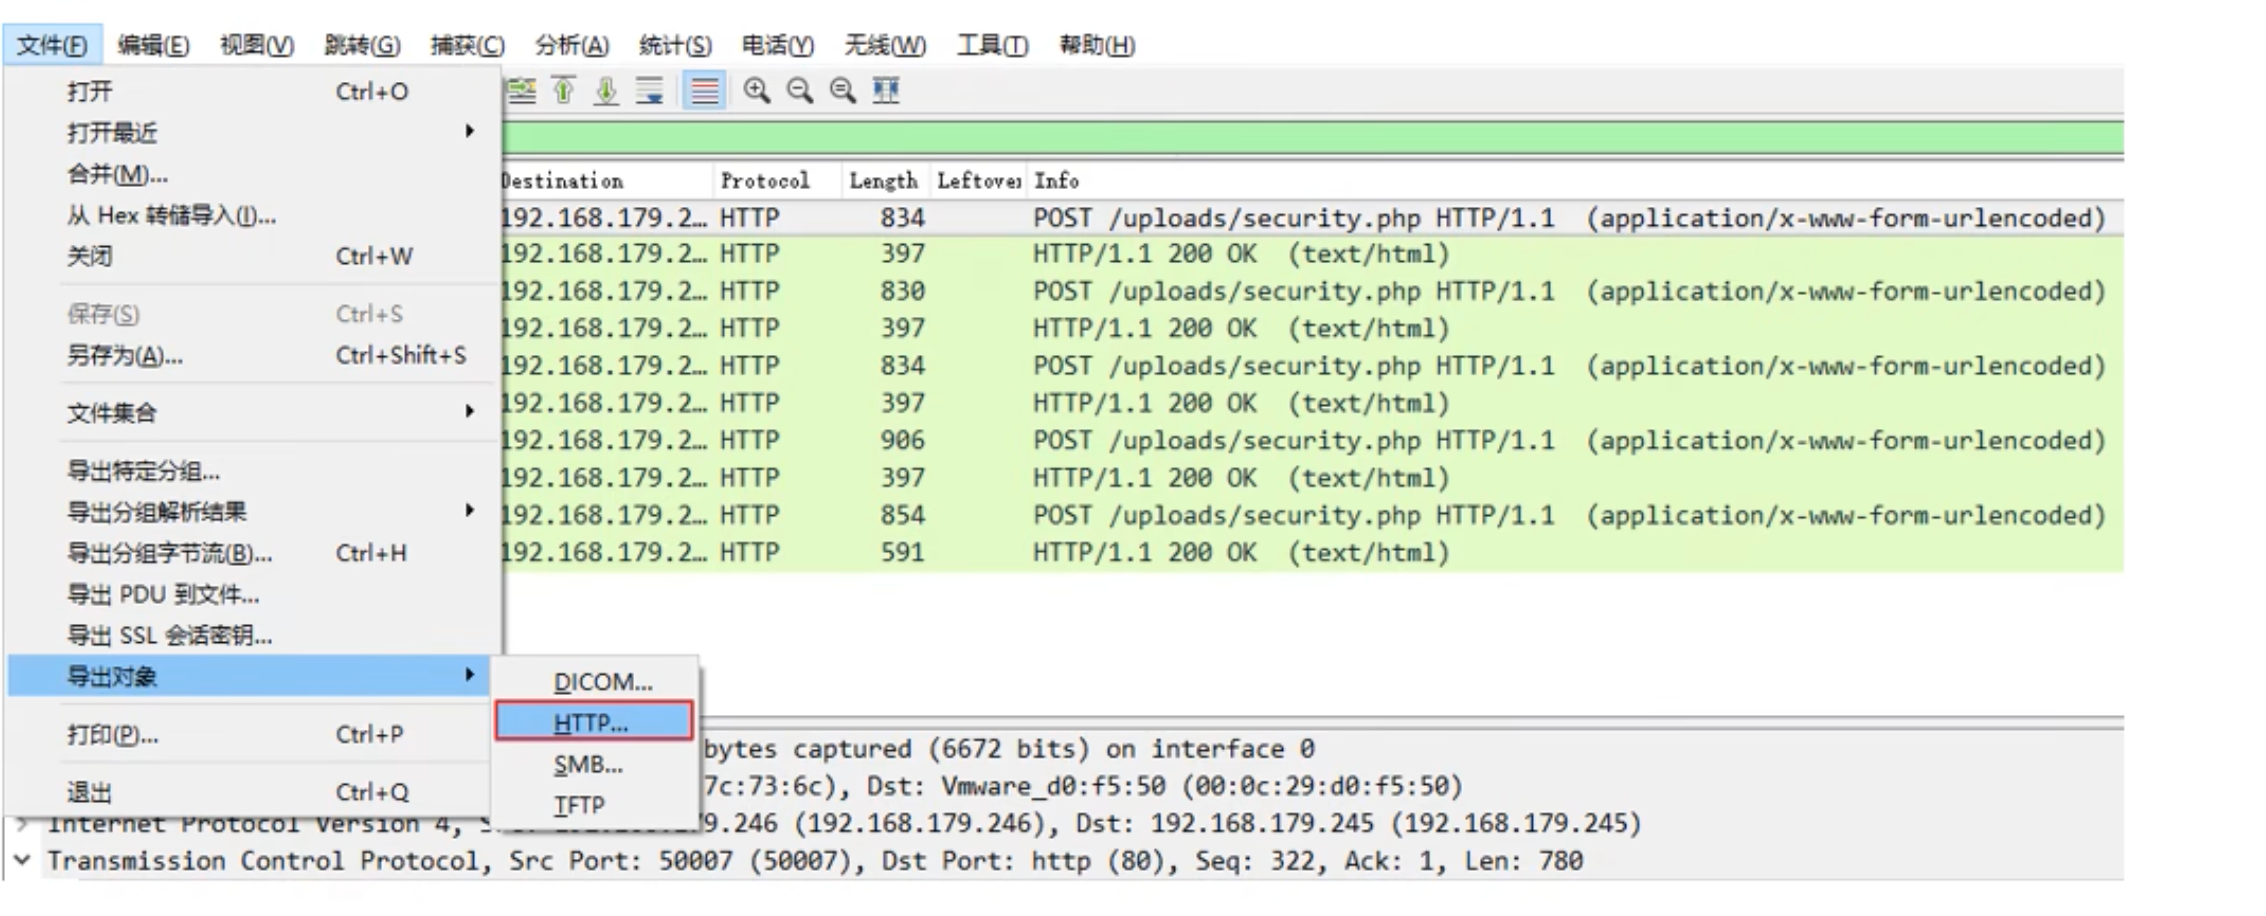 文件(F) 编辑(E) 视图(V) 跳转(G) 捕获(C) 分析(A) 统计(S) 电话(Y) 无线(W) 工具(T) 帮助(H)
打开 Ctrl+O
打开最近
合并(M)...
从 Hex 转储导入(I)...
关闭 Ctrl+W
保存(S) Ctrl+S
另存为(A)... Ctrl+Shift+S
文件集合
导出特定分组...
导出分组解析结果
导出分组字节流(B)... Ctrl+H
导出 PDU 到文件...
导出 SSL 会话密钥...
导出对象
打印(P)... Ctrl+P
退出 Ctrl+Q
DICOM...
HTTP...
SMB...
TFTP
Destination Protocol Length Leftover Info
192.168.179.2… HTTP 834 POST /uploads/security.php HTTP/1.1 (application/x-www-form-urlencoded)
192.168.179.2… HTTP 397 HTTP/1.1 200 OK (text/html)
192.168.179.2… HTTP 830 POST /uploads/security.php HTTP/1.1 (application/x-www-form-urlencoded)
192.168.179.2… HTTP 397 HTTP/1.1 200 OK (text/html)
192.168.179.2… HTTP 834 POST /uploads/security.php HTTP/1.1 (application/x-www-form-urlencoded)
192.168.179.2… HTTP 397 HTTP/1.1 200 OK (text/html)
192.168.179.2… HTTP 906 POST /uploads/security.php HTTP/1.1 (application/x-www-form-urlencoded)
192.168.179.2… HTTP 397 HTTP/1.1 200 OK (text/html)
192.168.179.2… HTTP 854 POST /uploads/security.php HTTP/1.1 (application/x-www-form-urlencoded)
192.168.179.2… HTTP 591 HTTP/1.1 200 OK (text/html)
bytes captured (6672 bits) on interface 0
7c:73:6c), Dst: Vmware_d0:f5:50 (00:0c:29:d0:f5:50)
Internet Protocol Version 4, 9.246 (192.168.179.246), Dst: 192.168.179.245 (192.168.179.245)
Transmission Control Protocol, Src Port: 50007 (50007), Dst Port: http (80), Seq: 322, Ack: 1, Len: 780